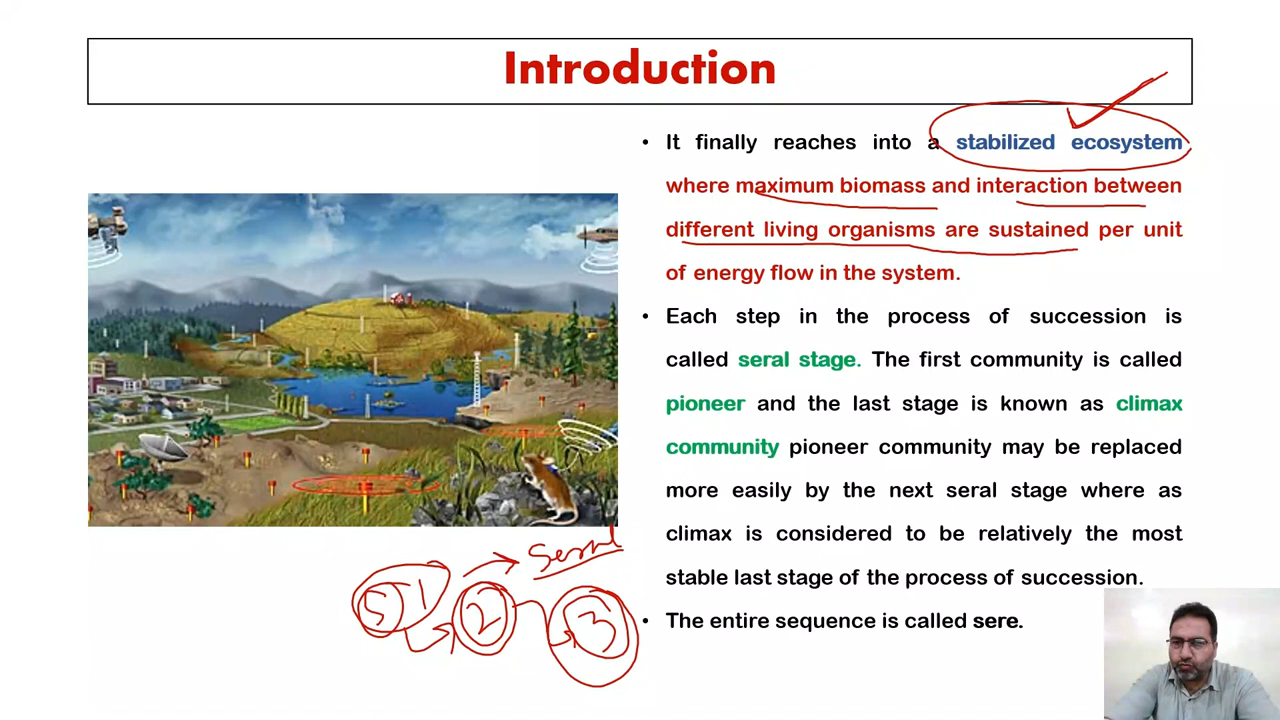 Introduction
• It finally reaches into a stabilized ecosystem
where maximum biomass and interaction between
different living organisms are sustained per unit
of energy flow in the system.
• Each step in the process of succession is
called seral stage. The first community is called
pioneer and the last stage is known as climax
community pioneer community may be replaced
more easily by the next seral stage where as
climax is considered to be relatively the most
stable last stage of the process of succession.
• The entire sequence is called sere.
Seral
S1 2 3